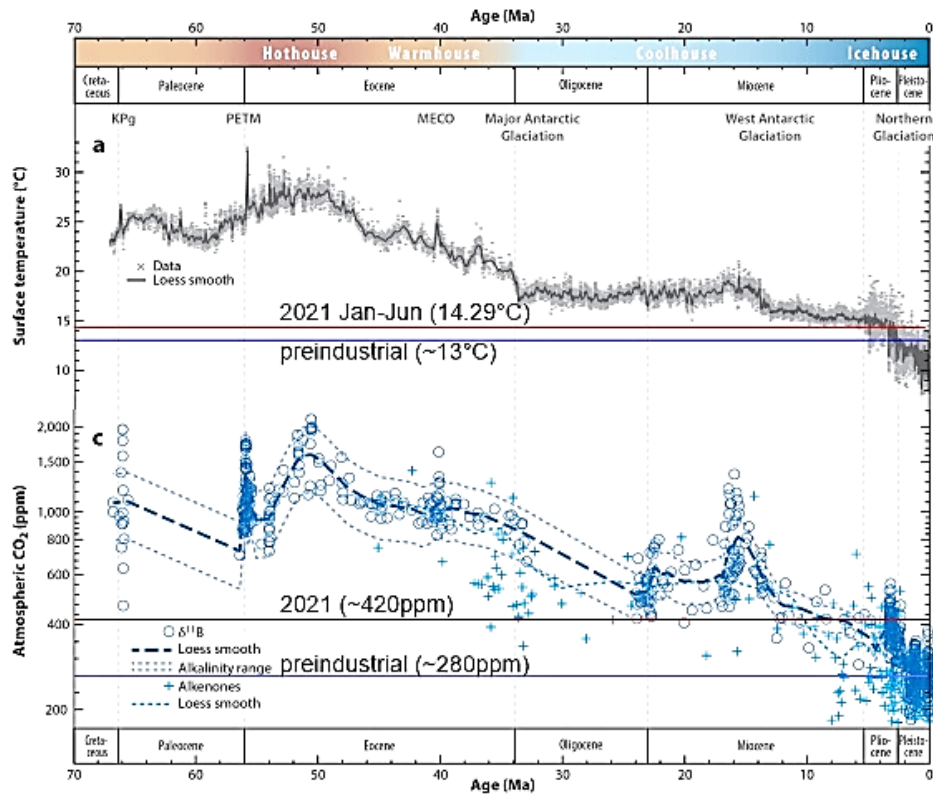 Age (Ma)
70 60 50 40 30 20 10 0
Hothouse Warmhouse Coolhouse Icehouse
Creta-
ceous Paleocene Eocene Oligocene Miocene Plio-
cene Pleisto-
cene
KPg PETM MECO Major Antarctic
Glaciation West Antarctic
Glaciation Northern
Glaciation
a
Surface temperature (°C)
30
25
20
15
10
× Data
Loess smooth
2021 Jan-Jun (14.29°C)
preindustrial (~13°C)
c
Atmospheric CO2 (ppm)
2,000
1,500
1,000
800
600
400
200
2021 (~420ppm)
δ11B
Loess smooth
Alkalinity range
+ Alkenones
Loess smooth
preindustrial (~280ppm)
Creta-
ceous Paleocene Eocene Oligocene Miocene Plio-
cene Pleisto-
cene
70 60 50 40 30 20 10 0
Age (Ma)